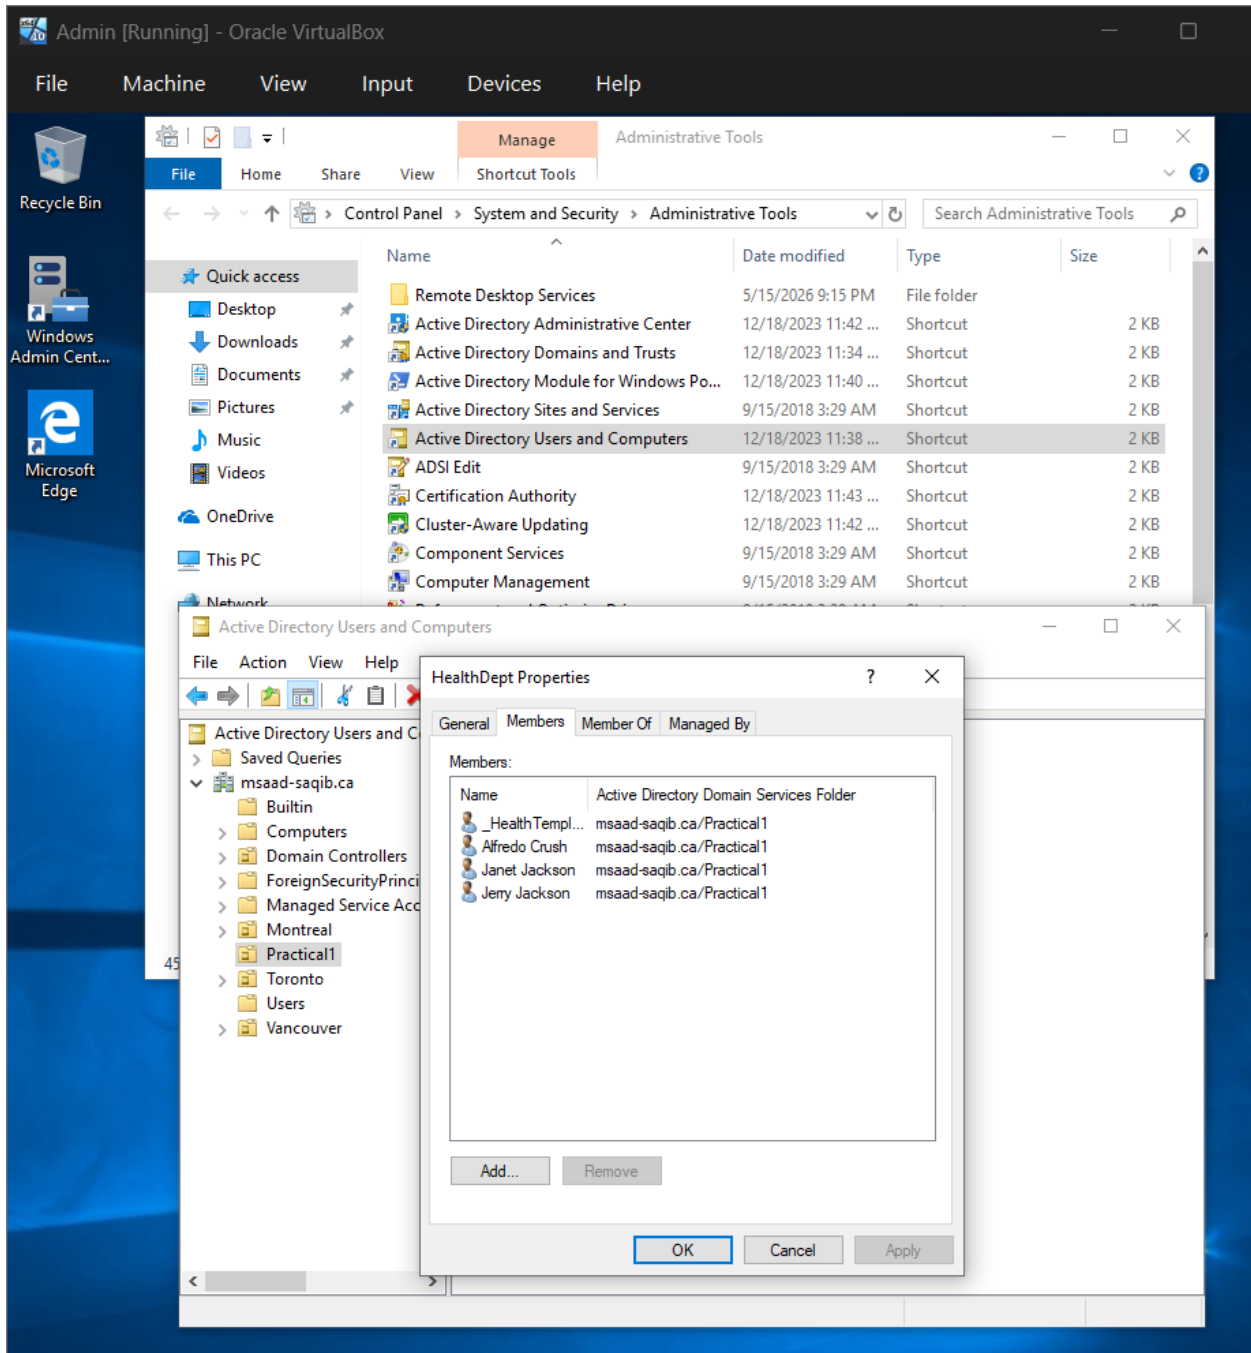 Admin [Running] - Oracle VirtualBox
File Machine View Input Devices Help
Recycle Bin
Windows
Admin Cent...
Microsoft
Edge
Manage Administrative Tools
File Home Share View Shortcut Tools
Control Panel > System and Security > Administrative Tools Search Administrative Tools
Name Date modified Type Size
Quick access
Desktop
Downloads
Documents
Pictures
Music
Videos
OneDrive
This PC
Network
Remote Desktop Services 5/15/2026 9:15 PM File folder
Active Directory Administrative Center 12/18/2023 11:42 ... Shortcut 2 KB
Active Directory Domains and Trusts 12/18/2023 11:34 ... Shortcut 2 KB
Active Directory Module for Windows Po... 12/18/2023 11:40 ... Shortcut 2 KB
Active Directory Sites and Services 9/15/2018 3:29 AM Shortcut 2 KB
Active Directory Users and Computers 12/18/2023 11:38 ... Shortcut 2 KB
ADSI Edit 9/15/2018 3:29 AM Shortcut 2 KB
Certification Authority 12/18/2023 11:43 ... Shortcut 2 KB
Cluster-Aware Updating 12/18/2023 11:42 ... Shortcut 2 KB
Component Services 9/15/2018 3:29 AM Shortcut 2 KB
Computer Management 9/15/2018 3:29 AM Shortcut 2 KB
45
Active Directory Users and Computers
File Action View Help
Active Directory Users and C
Saved Queries
msaad-saqib.ca
Builtin
Computers
Domain Controllers
ForeignSecurityPrinci
Managed Service Acc
Montreal
Practical1
Toronto
Users
Vancouver
HealthDept Properties ?
General Members Member Of Managed By
Members:
Name Active Directory Domain Services Folder
_HealthTempl... msaad-saqib.ca/Practical1
Alfredo Crush msaad-saqib.ca/Practical1
Janet Jackson msaad-saqib.ca/Practical1
Jerry Jackson msaad-saqib.ca/Practical1
Add... Remove
OK Cancel Apply